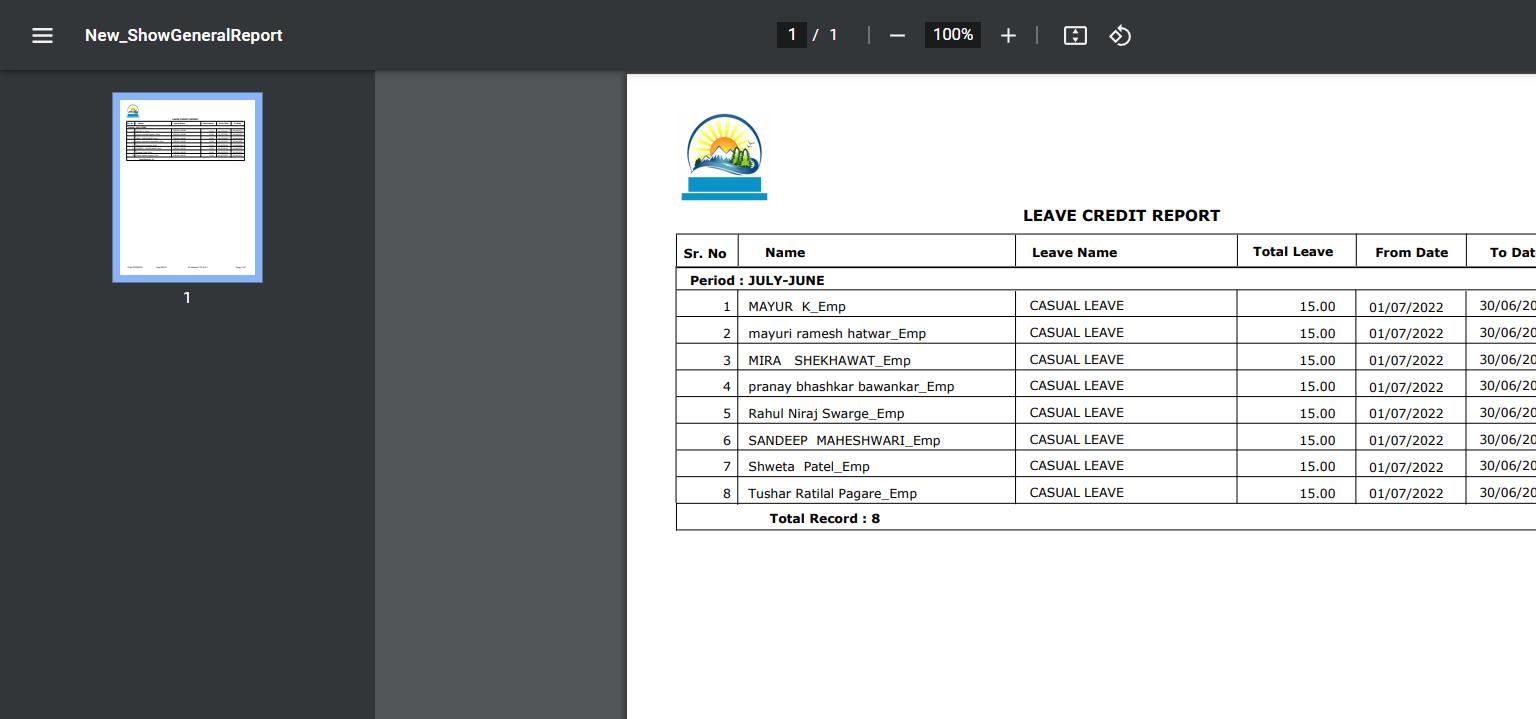 New_ShowGeneralReport
1 / 1
100%
1
LEAVE CREDIT REPORT
Sr. No Name Leave Name Total Leave From Date To Dat
Period : JULY-JUNE
1 MAYUR K_Emp CASUAL LEAVE 15.00 01/07/2022 30/06/20
2 mayuri ramesh hatwar_Emp CASUAL LEAVE 15.00 01/07/2022 30/06/20
3 MIRA SHEKHAWAT_Emp CASUAL LEAVE 15.00 01/07/2022 30/06/20
4 pranay bhashkar bawankar_Emp CASUAL LEAVE 15.00 01/07/2022 30/06/20
5 Rahul Niraj Swarge_Emp CASUAL LEAVE 15.00 01/07/2022 30/06/20
6 SANDEEP MAHESHWARI_Emp CASUAL LEAVE 15.00 01/07/2022 30/06/20
7 Shweta Patel_Emp CASUAL LEAVE 15.00 01/07/2022 30/06/20
8 Tushar Ratilal Pagare_Emp CASUAL LEAVE 15.00 01/07/2022 30/06/20
Total Record : 8